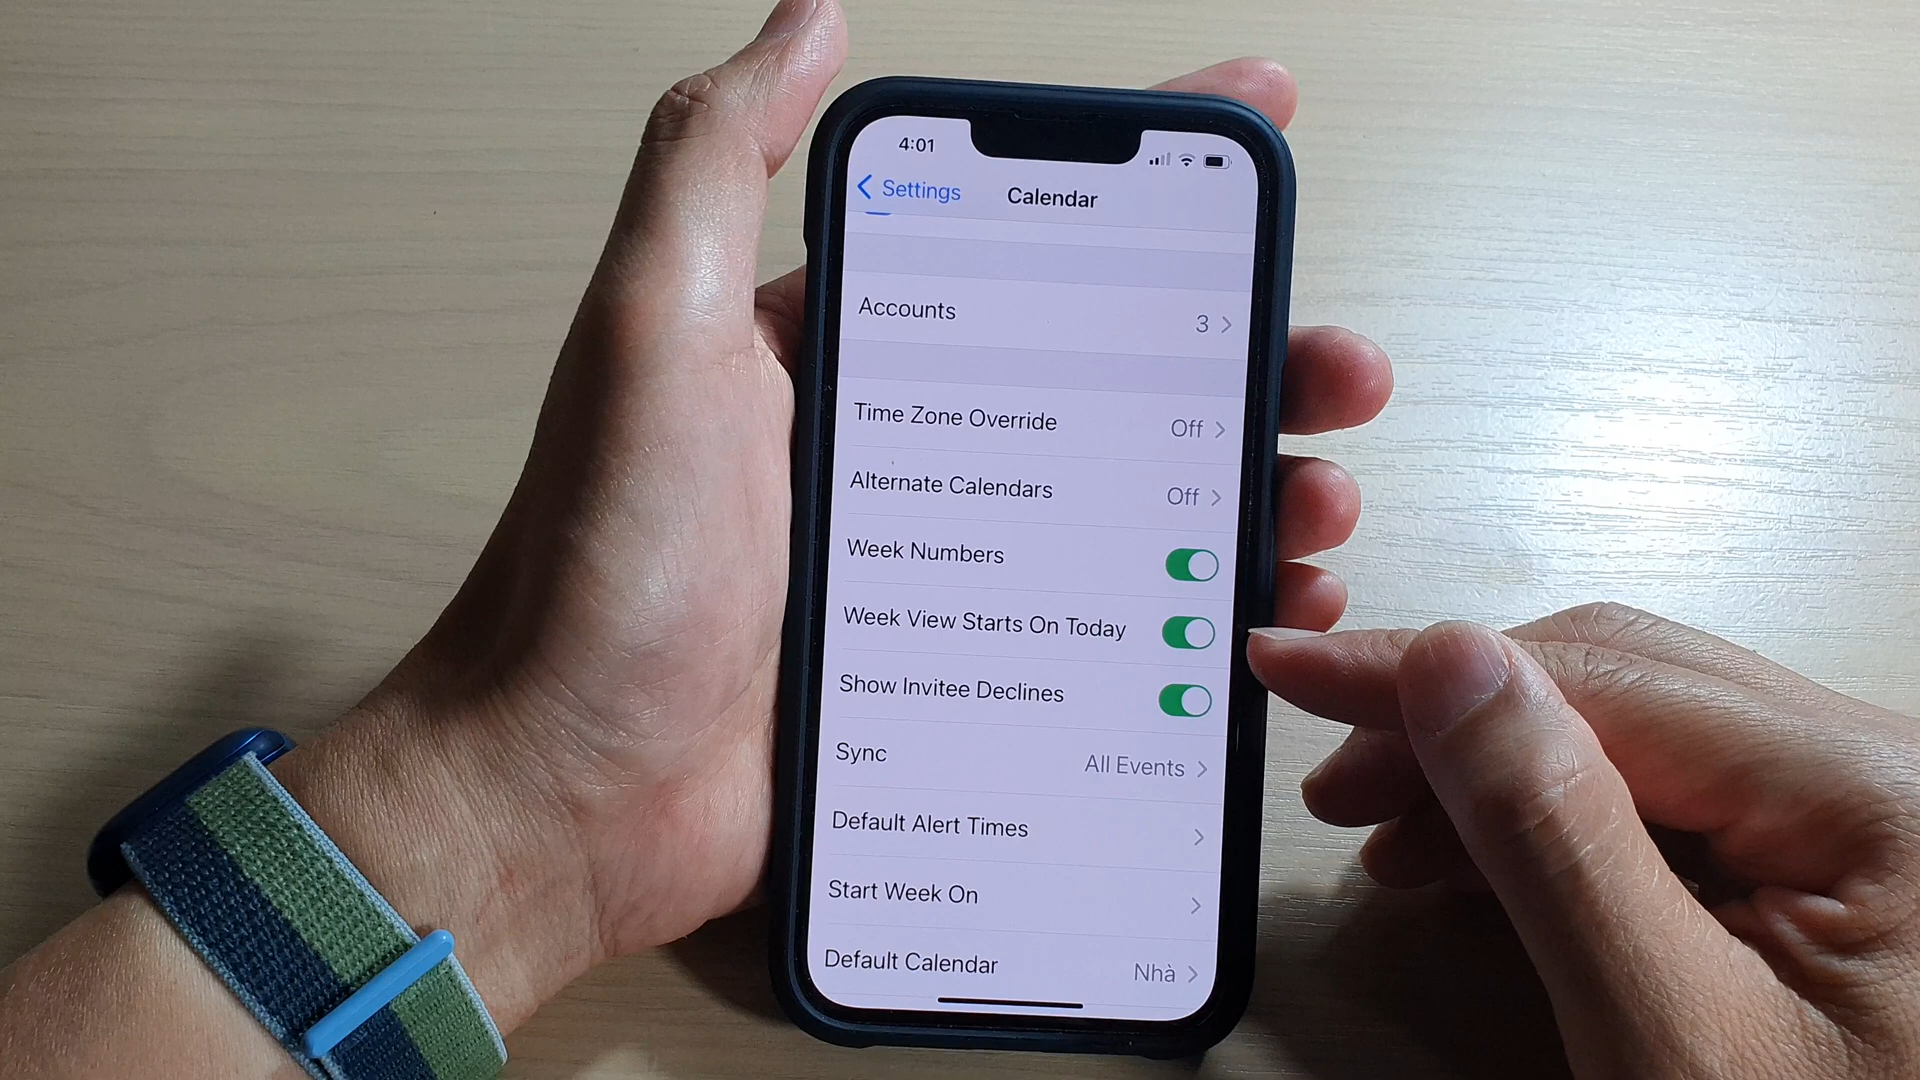 4:01
Settings
Calendar
Accounts 3
Time Zone Override Off
Alternate Calendars Off
Week Numbers
Week View Starts On Today
Show Invitee Declines
Sync All Events
Default Alert Times
Start Week On
Default Calendar Nhà